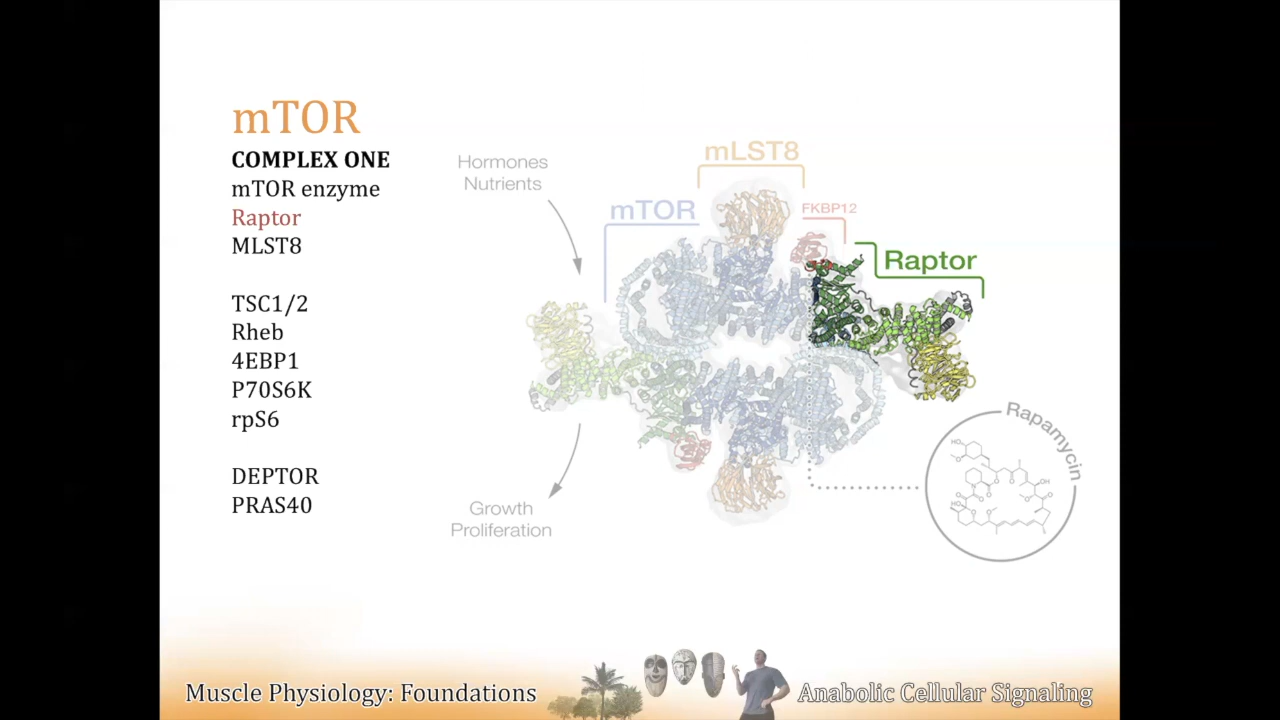 mTOR
COMPLEX ONE
mTOR enzyme
Raptor
MLST8
TSC1/2
Rheb
4EBP1
P70S6K
rpS6
DEPTOR
PRAS40
Hormones
Nutrients
mLST8
mTOR
FKBP12
Raptor
Growth
Proliferation
Rapamycin
Muscle Physiology: Foundations
Anabolic Cellular Signaling